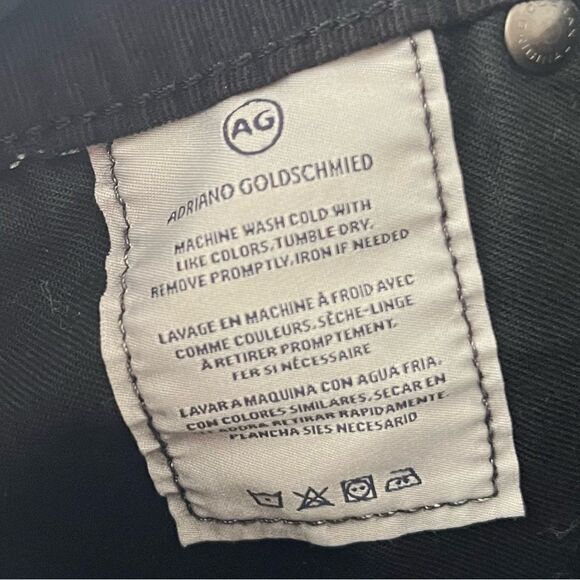 AG
ADRIANO GOLDSCHMIED
MACHINE WASH COLD WITH
LIKE COLORS, TUMBLE DRY,
REMOVE PROMPTLY, IRON IF NEEDED
LAVAGE EN MACHINE À FROID AVEC
COMME COULEURS, SÈCHE-LINGE
À RETIRER PROMPTEMENT,
FER SI NÉCESSAIRE
LAVAR A MAQUINA CON AGUA FRIA,
CON COLORES SIMILARES, SECAR EN
RETIRAR RAPIDAMENTE
PLANCHA SIES NECESARIO